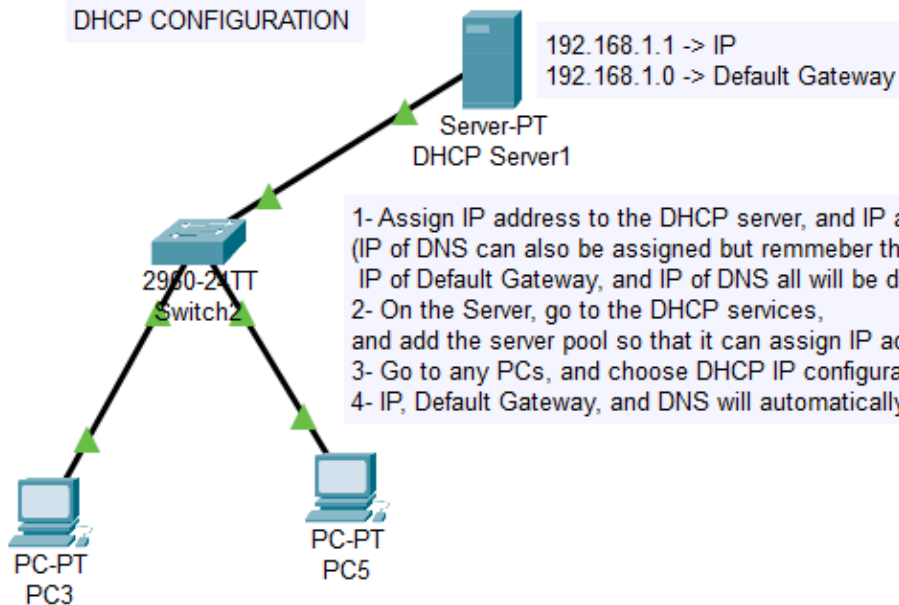 DHCP CONFIGURATION
192.168.1.1 -> IP
192.168.1.0 -> Default Gateway
Server-PT
DHCP Server1
1- Assign IP address to the DHCP server, and IP a
(IP of DNS can also be assigned but remmeber th
IP of Default Gateway, and IP of DNS all will be d
2- On the Server, go to the DHCP services,
and add the server pool so that it can assign IP ac
3- Go to any PCs, and choose DHCP IP configura
4- IP, Default Gateway, and DNS will automatically
2960-24TT
Switch2
PC-PT
PC3
PC-PT
PC5